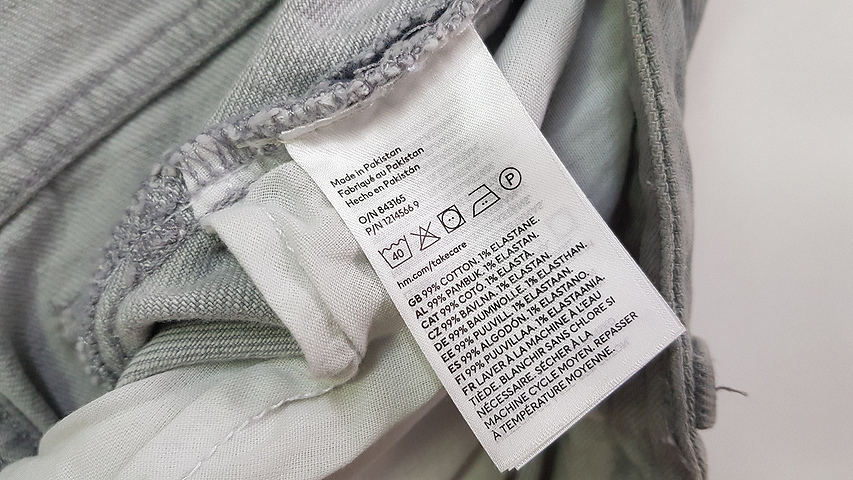 Made in Pakistan
Fabriqué au Pakistan
Hecho en Pakistán
O/N 843165
P/N 1214566 9
40
P
hm.com/takecare
GB 99% COTTON. 1% ELASTANE.
AL 99% PAMBUK. 1% ELASTAN.
CAT 99% COTÓ. 1% ELASTÀ.
CZ 99% BAVLNA. 1% ELASTAN.
DE 99% BAUMWOLLE. 1% ELASTHAN.
EE 99% PUUVILL. 1% ELASTAAN.
ES 99% ALGODÓN. 1% ELASTANO.
FI 99% PUUVILLAA. 1% ELASTAANIA.
FR LAVER À LA MACHINE À L'EAU
TIÈDE. BLANCHIR SANS CHLORE SI
NÉCESSAIRE. SÉCHER À LA
MACHINE CYCLE MOYEN. REPASSER
À TEMPÉRATURE MOYENNE.